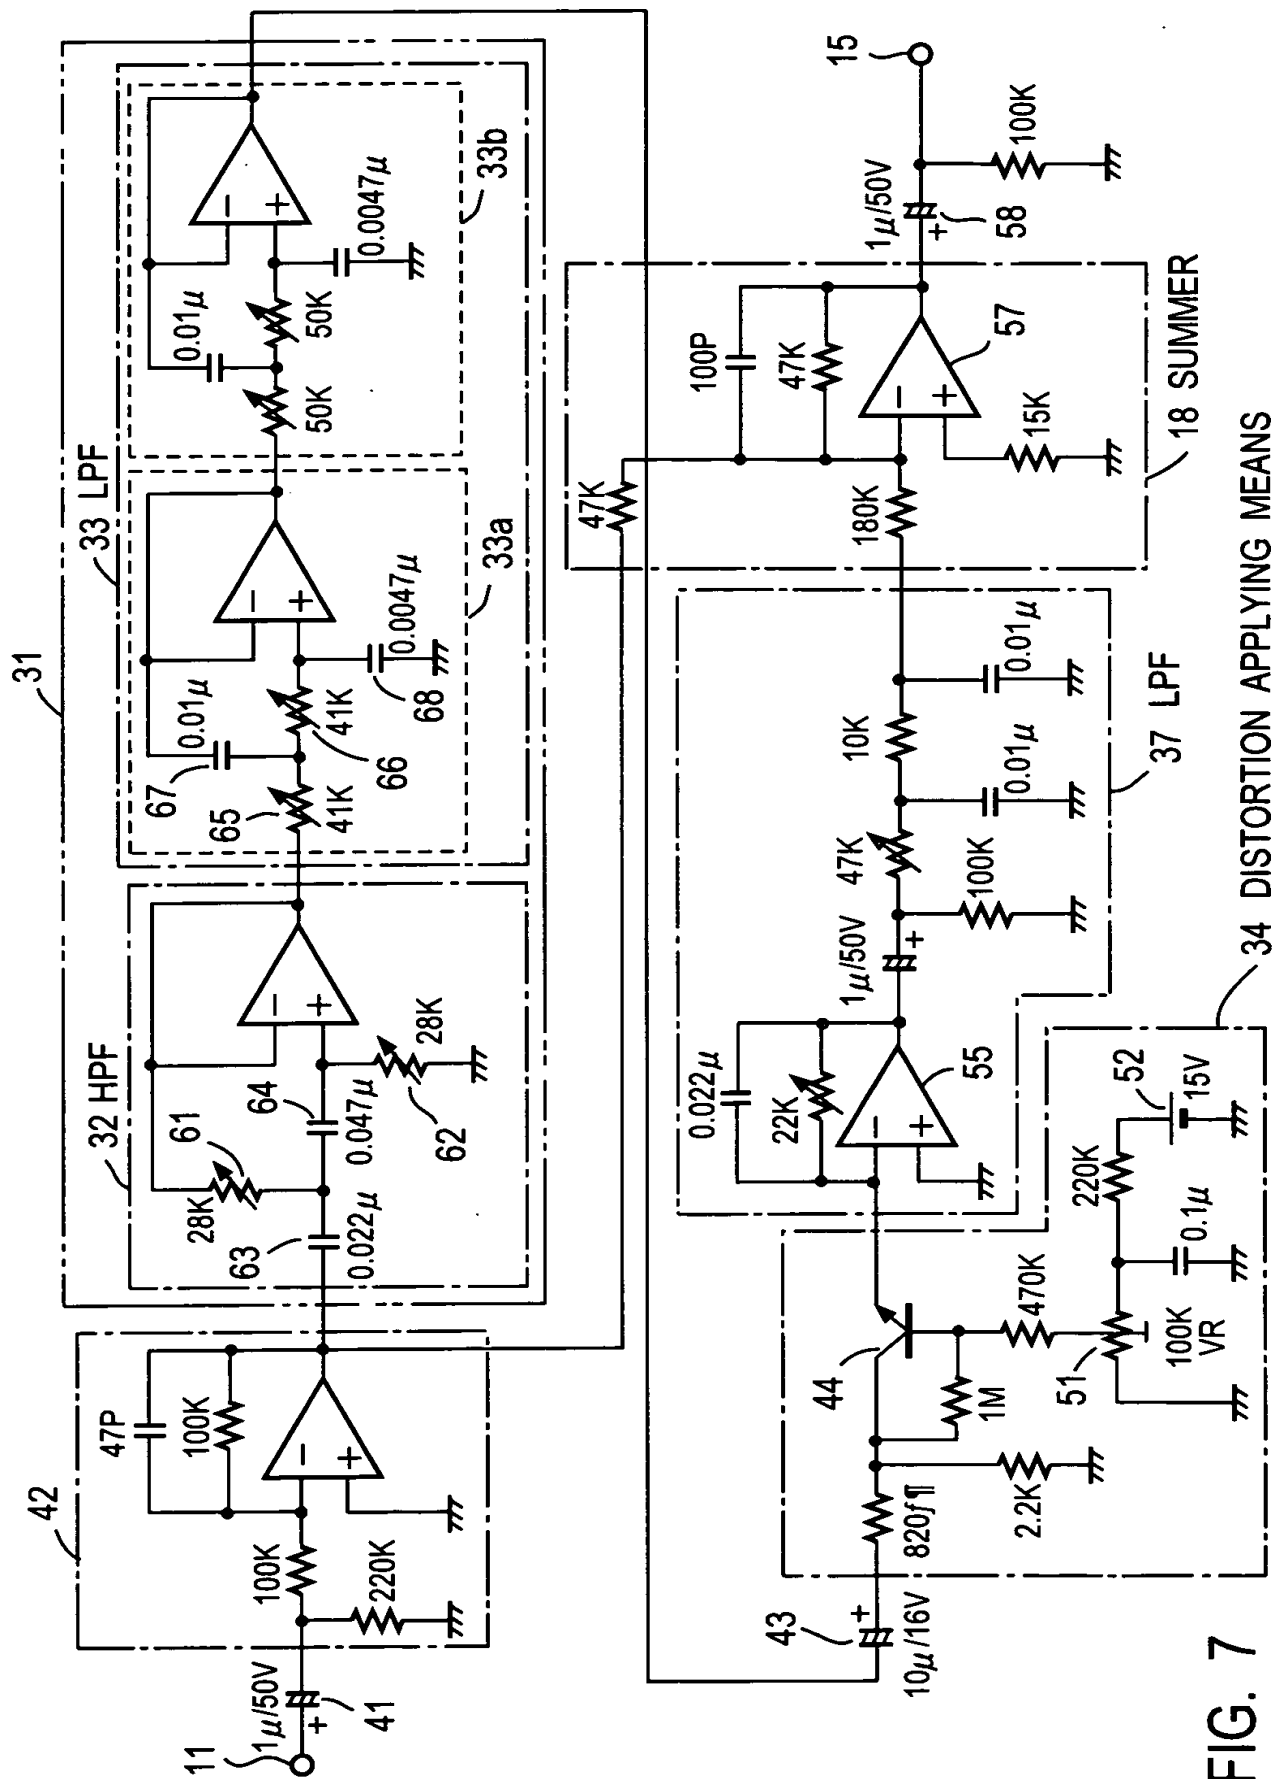 FIG. 7
11
1μ/50V
+
41
42
100K
220K
47P
100K
−
+
31
32 HPF
63
0.022μ
28K
61
64
0.047μ
28K
62
−
+
33 LPF
65
41K
67
0.01μ
66
41K
68
0.0047μ
−
+
33a
50K
0.01μ
50K
0.0047μ
−
+
33b
43
+
10μ/16V
820ƒ¶
2.2K
1M
44
470K
51
100K
VR
0.1μ
220K
52
15V
34 DISTORTION APPLYING MEANS
0.022μ
22K
−
+
55
1μ/50V
+
100K
47K
0.01μ
10K
0.01μ
37 LPF
47K
180K
100P
47K
−
+
15K
57
18 SUMMER
1μ/50V
+
58
100K
15